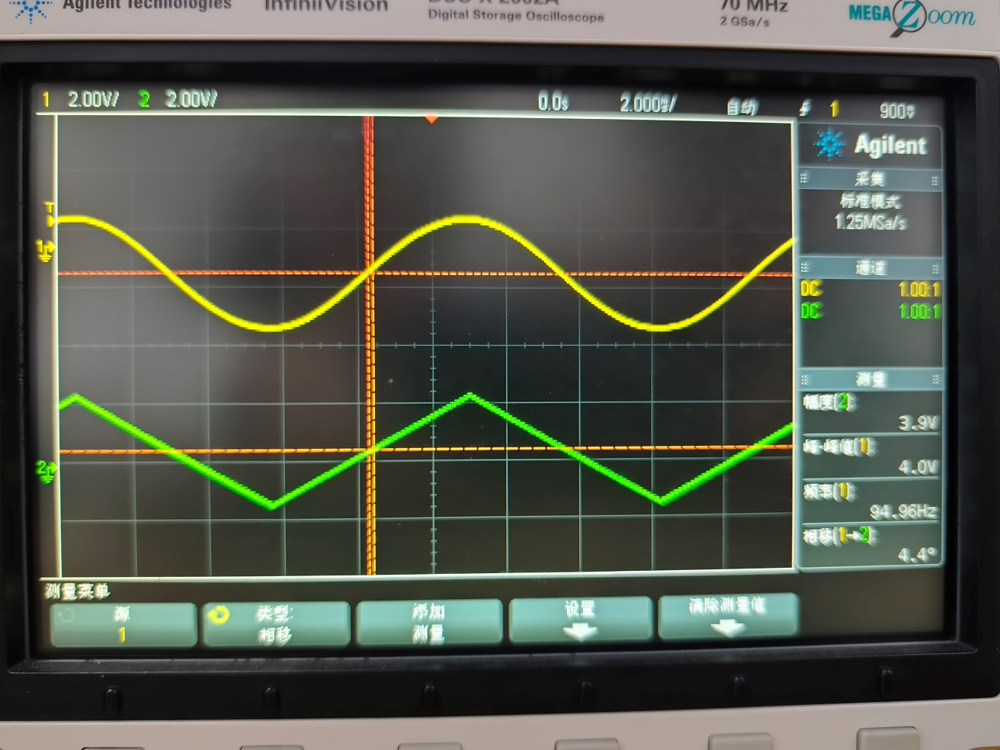 Agilent Technologies
InfiniiVision
DSO-X 2002A
Digital Storage Oscilloscope
70 MHz
2 GSa/s
MEGA Zoom
1 2.00V/ 2 2.00V/ 0.0s 2.000ms/ 自动 1 900mV
Agilent
采集
标准模式
1.25MSa/s
通道
DC 1.00:1
DC 1.00:1
测量
幅度(2):
3.9V
峰-峰值(1):
4.0V
频率(1):
94.96Hz
相移(1→2):
4.4°
T
1
2
测量菜单
源
1
类型:
相移
添加
测量
设置
清除测量值